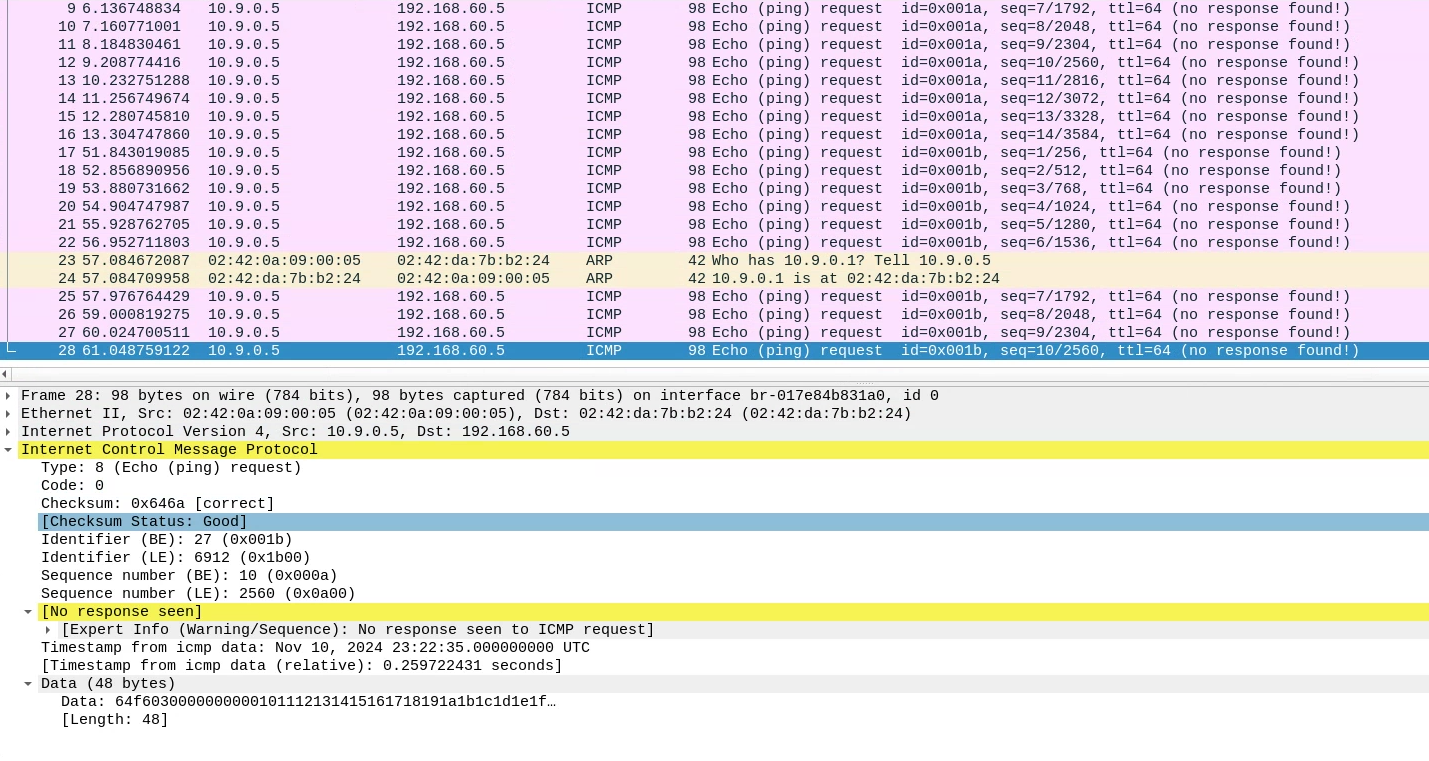 9 6.136748834 10.9.0.5 192.168.60.5 ICMP 98 Echo (ping) request id=0x001a, seq=7/1792, ttl=64 (no response found!)
10 7.160771001 10.9.0.5 192.168.60.5 ICMP 98 Echo (ping) request id=0x001a, seq=8/2048, ttl=64 (no response found!)
11 8.184830461 10.9.0.5 192.168.60.5 ICMP 98 Echo (ping) request id=0x001a, seq=9/2304, ttl=64 (no response found!)
12 9.208774416 10.9.0.5 192.168.60.5 ICMP 98 Echo (ping) request id=0x001a, seq=10/2560, ttl=64 (no response found!)
13 10.232751288 10.9.0.5 192.168.60.5 ICMP 98 Echo (ping) request id=0x001a, seq=11/2816, ttl=64 (no response found!)
14 11.256749674 10.9.0.5 192.168.60.5 ICMP 98 Echo (ping) request id=0x001a, seq=12/3072, ttl=64 (no response found!)
15 12.280745810 10.9.0.5 192.168.60.5 ICMP 98 Echo (ping) request id=0x001a, seq=13/3328, ttl=64 (no response found!)
16 13.304747860 10.9.0.5 192.168.60.5 ICMP 98 Echo (ping) request id=0x001a, seq=14/3584, ttl=64 (no response found!)
17 51.843019085 10.9.0.5 192.168.60.5 ICMP 98 Echo (ping) request id=0x001b, seq=1/256, ttl=64 (no response found!)
18 52.856890956 10.9.0.5 192.168.60.5 ICMP 98 Echo (ping) request id=0x001b, seq=2/512, ttl=64 (no response found!)
19 53.880731662 10.9.0.5 192.168.60.5 ICMP 98 Echo (ping) request id=0x001b, seq=3/768, ttl=64 (no response found!)
20 54.904747987 10.9.0.5 192.168.60.5 ICMP 98 Echo (ping) request id=0x001b, seq=4/1024, ttl=64 (no response found!)
21 55.928762705 10.9.0.5 192.168.60.5 ICMP 98 Echo (ping) request id=0x001b, seq=5/1280, ttl=64 (no response found!)
22 56.952711803 10.9.0.5 192.168.60.5 ICMP 98 Echo (ping) request id=0x001b, seq=6/1536, ttl=64 (no response found!)
23 57.084672087 02:42:0a:09:00:05 02:42:da:7b:b2:24 ARP 42 Who has 10.9.0.1? Tell 10.9.0.5
24 57.084709958 02:42:da:7b:b2:24 02:42:0a:09:00:05 ARP 42 10.9.0.1 is at 02:42:da:7b:b2:24
25 57.976764429 10.9.0.5 192.168.60.5 ICMP 98 Echo (ping) request id=0x001b, seq=7/1792, ttl=64 (no response found!)
26 59.000819275 10.9.0.5 192.168.60.5 ICMP 98 Echo (ping) request id=0x001b, seq=8/2048, ttl=64 (no response found!)
27 60.024700511 10.9.0.5 192.168.60.5 ICMP 98 Echo (ping) request id=0x001b, seq=9/2304, ttl=64 (no response found!)
28 61.048759122 10.9.0.5 192.168.60.5 ICMP 98 Echo (ping) request id=0x001b, seq=10/2560, ttl=64 (no response found!)
Frame 28: 98 bytes on wire (784 bits), 98 bytes captured (784 bits) on interface br-017e84b831a0, id 0
Ethernet II, Src: 02:42:0a:09:00:05 (02:42:0a:09:00:05), Dst: 02:42:da:7b:b2:24 (02:42:da:7b:b2:24)
Internet Protocol Version 4, Src: 10.9.0.5, Dst: 192.168.60.5
Internet Control Message Protocol
Type: 8 (Echo (ping) request)
Code: 0
Checksum: 0x646a [correct]
[Checksum Status: Good]
Identifier (BE): 27 (0x001b)
Identifier (LE): 6912 (0x1b00)
Sequence number (BE): 10 (0x000a)
Sequence number (LE): 2560 (0x0a00)
[No response seen]
[Expert Info (Warning/Sequence): No response seen to ICMP request]
Timestamp from icmp data: Nov 10, 2024 23:22:35.000000000 UTC
[Timestamp from icmp data (relative): 0.259722431 seconds]
Data (48 bytes)
Data: 64f6030000000000101112131415161718191a1b1c1d1e1f…
[Length: 48]